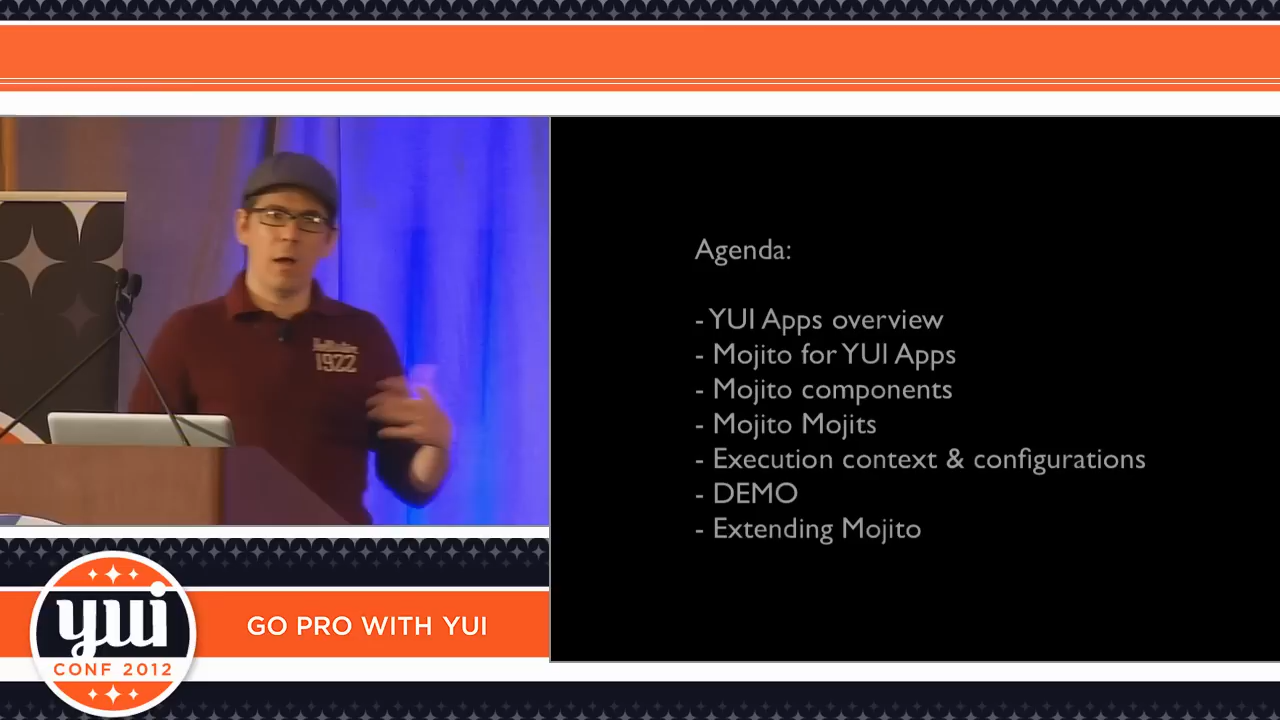 Agenda:
- YUI Apps overview
- Mojito for YUI Apps
- Mojito components
- Mojito Mojits
- Execution context & configurations
- DEMO
- Extending Mojito
1922
yui
CONF 2012
GO PRO WITH YUI